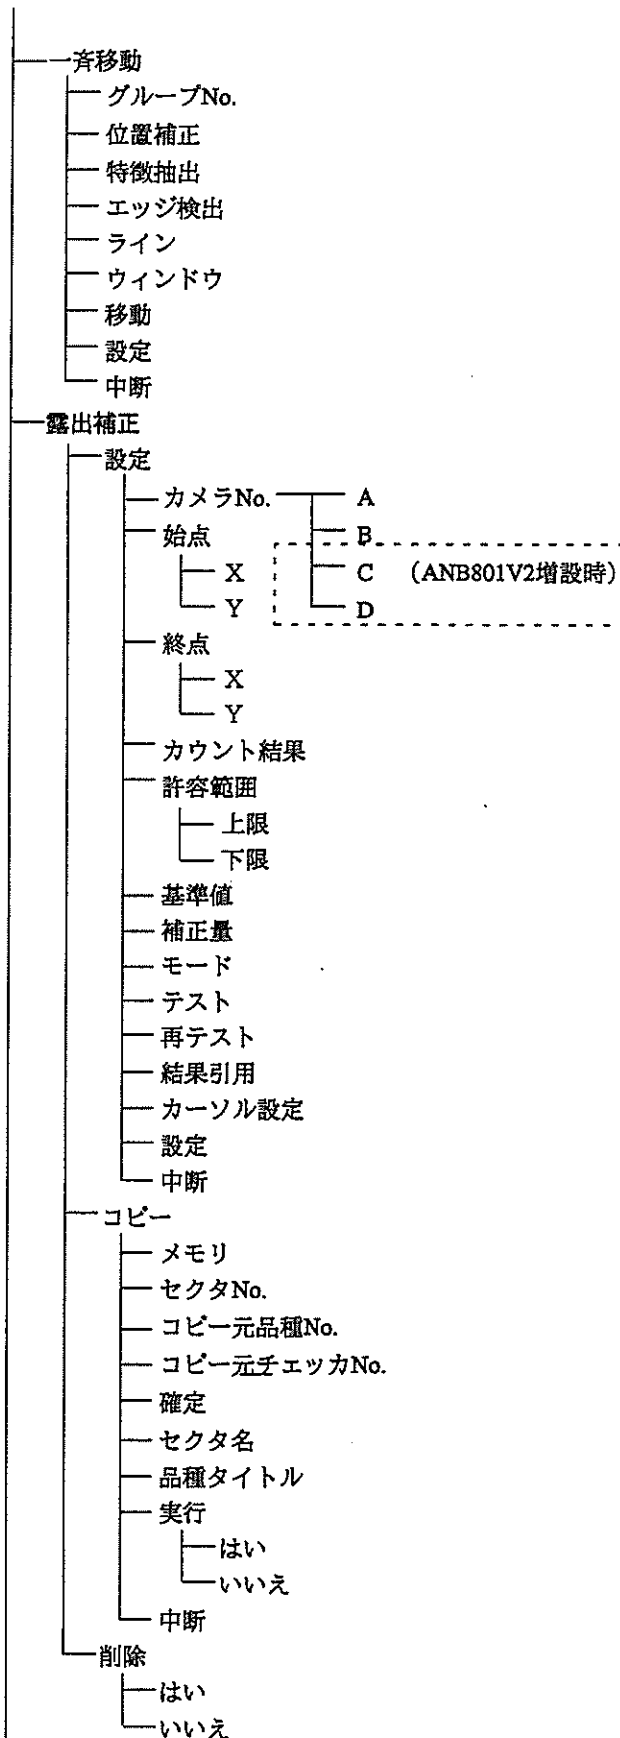 一斉移動
グループNo.
位置補正
特徴抽出
エッジ検出
ライン
ウィンドウ
移動
設定
中断
露出補正
設定
カメラNo. A
始点 B
X C （ANB801V2増設時）
Y D
終点
X
Y
カウント結果
許容範囲
上限
下限
基準値
補正量
モード
テスト
再テスト
結果引用
カーソル設定
設定
中断
コピー
メモリ
セクタNo.
コピー元品種No.
コピー元チェッカNo.
確定
セクタ名
品種タイトル
実行
はい
いいえ
中断
削除
はい
いいえ